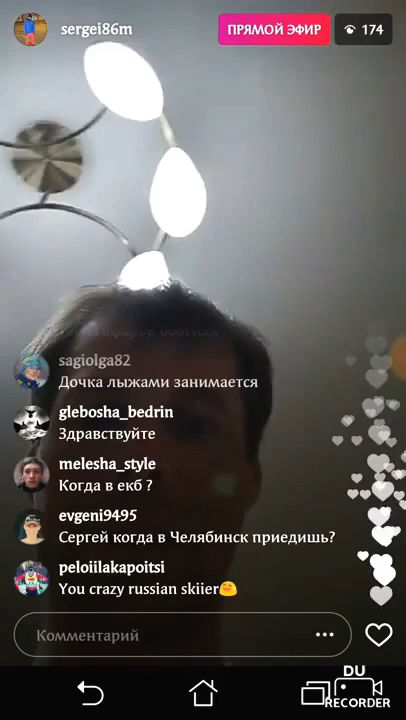 sergei86m
ПРЯМОЙ ЭФИР
174
sagiolga82
Дочка лыжами занимается
glebosha_bedrin
Здравствуйте
melesha_style
Когда в екб ?
evgeni9495
Сергей когда в Челябинск приедишь?
peloiilakapoitsi
You crazy russian skiier😊
Комментарий
DU
RECORDER